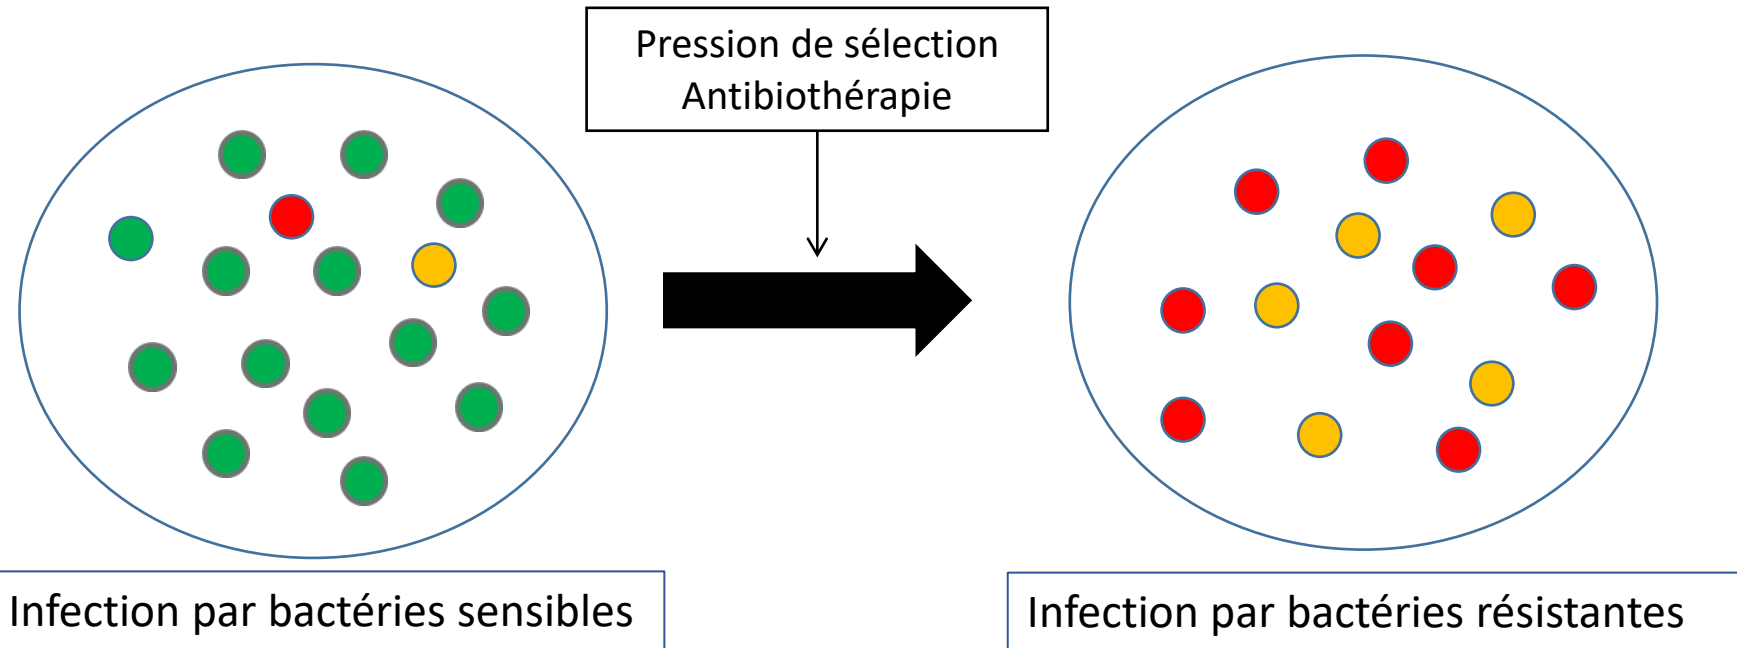 Pression de sélection
Antibiothérapie
Infection par bactéries sensibles
Infection par bactéries résistantes